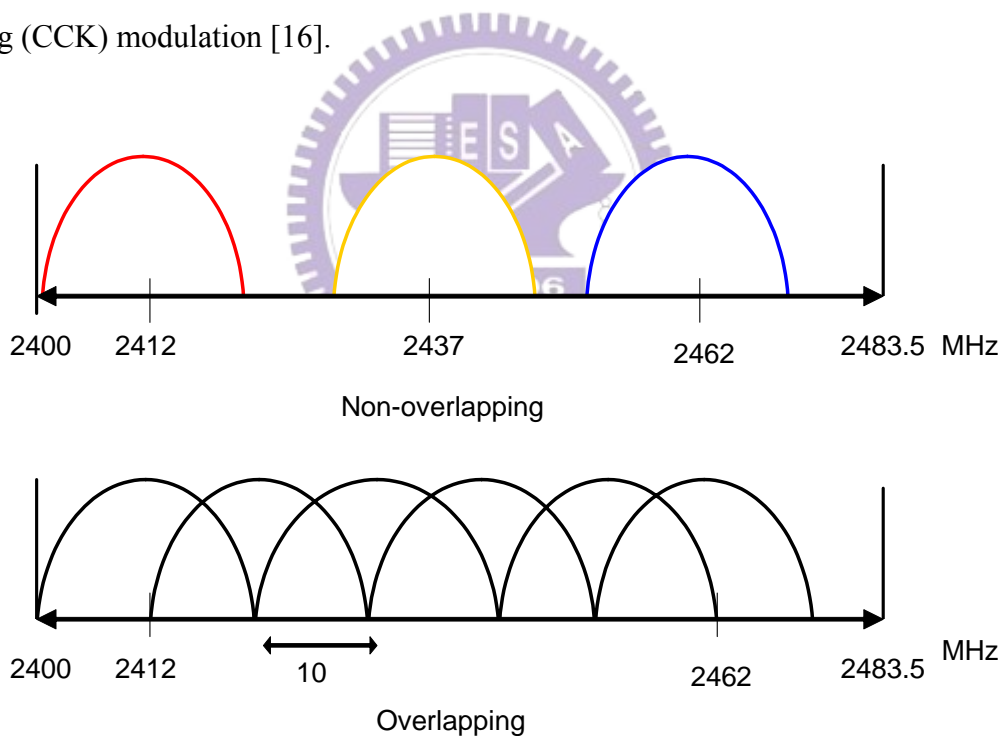 g (CCK) modulation [16].
E S A
96
2400 2412 2437 2462 2483.5 MHz
Non-overlapping
2400 2412 10 2462 2483.5 MHz
Overlapping